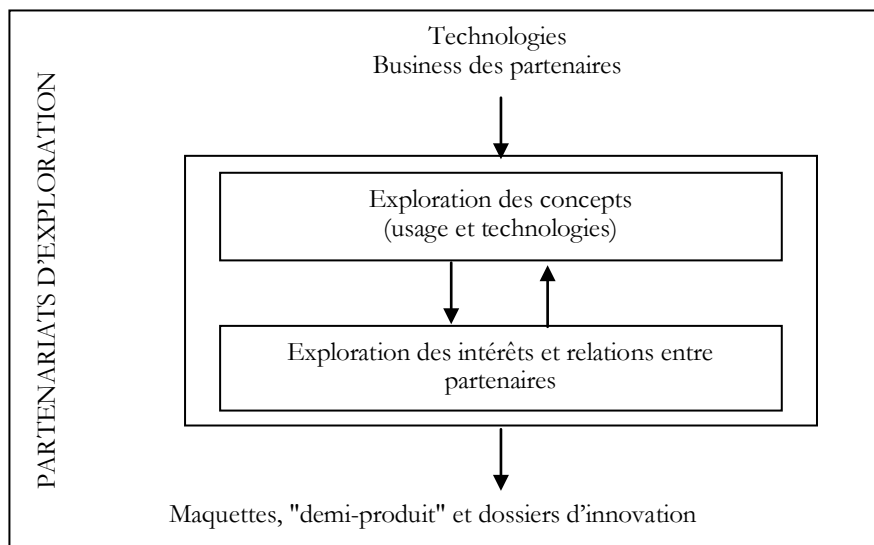 PARTENARIATS D'EXPLORATION
Technologies
Business des partenaires
Exploration des concepts
(usage et technologies)
Exploration des intérêts et relations entre
partenaires
Maquettes, "demi-produit" et dossiers d'innovation